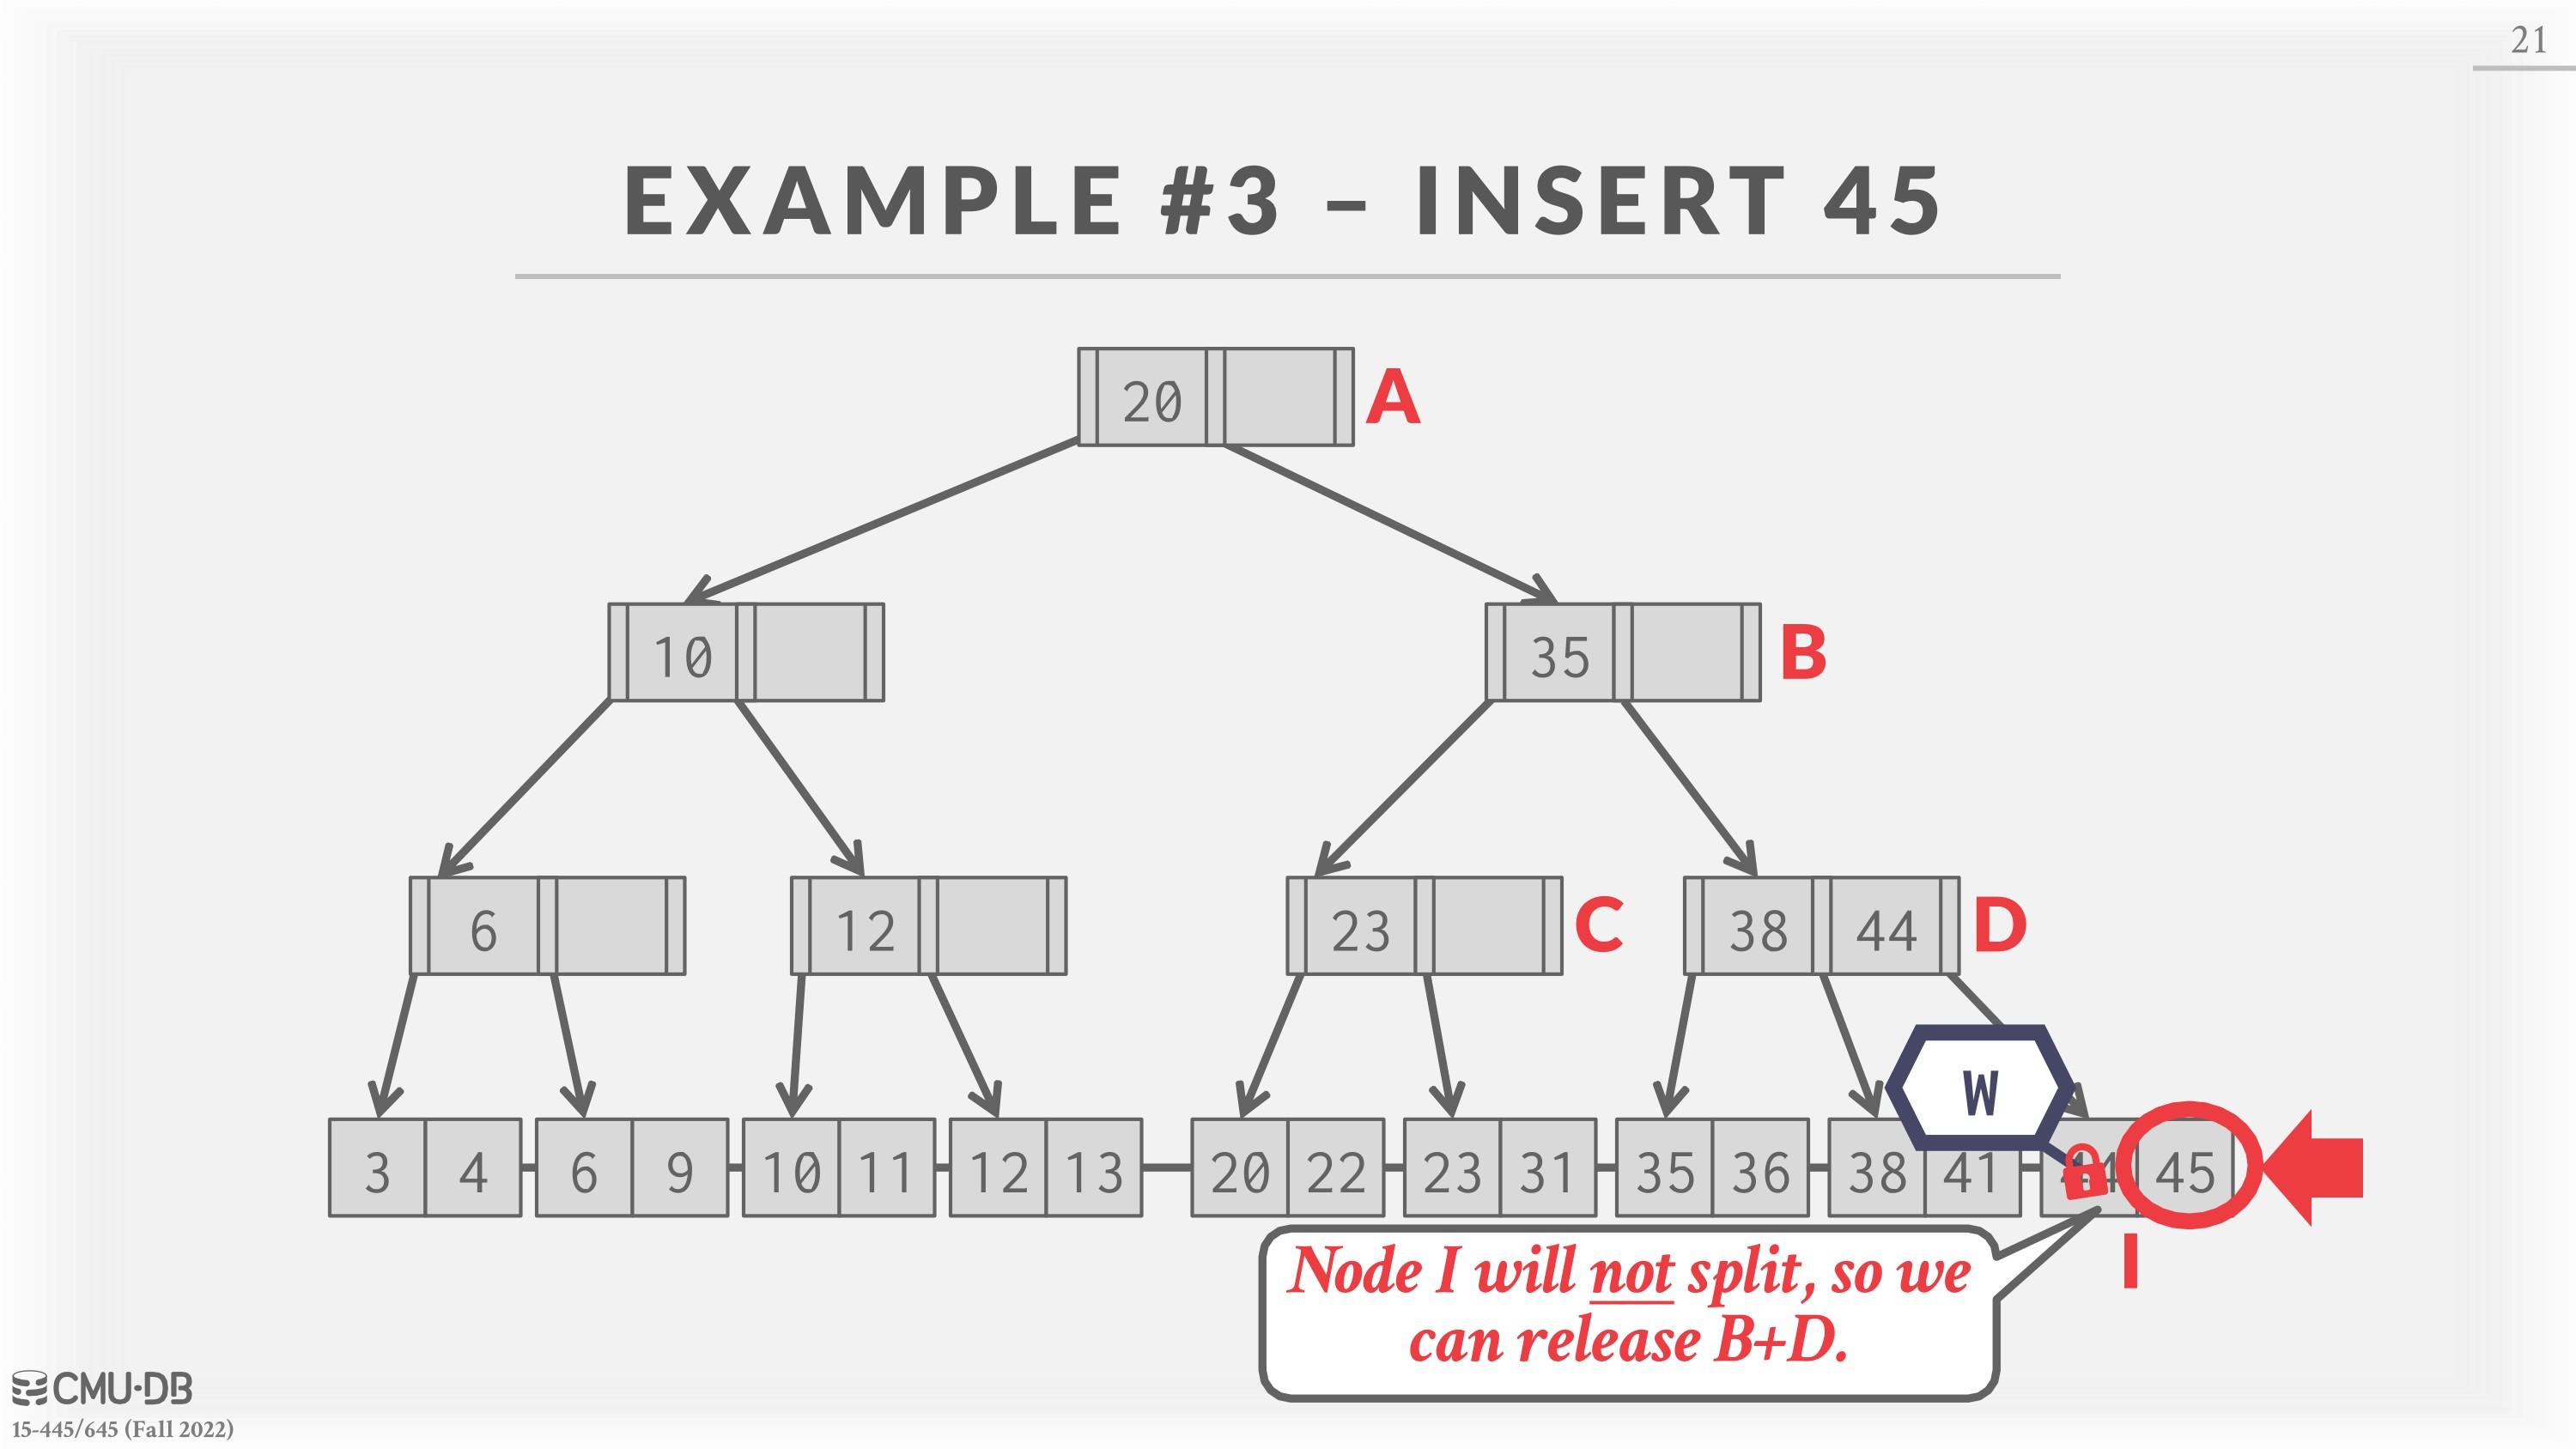 21
EXAMPLE #3 – INSERT 45
20 A
10 35 B
6 12 23 C 38 44 D
W
3 4 6 9 10 11 12 13 20 22 23 31 35 36 38 41 44 45
I
Node I will not split, so we
can release B+D.
CMU·DB
15-445/645 (Fall 2022)